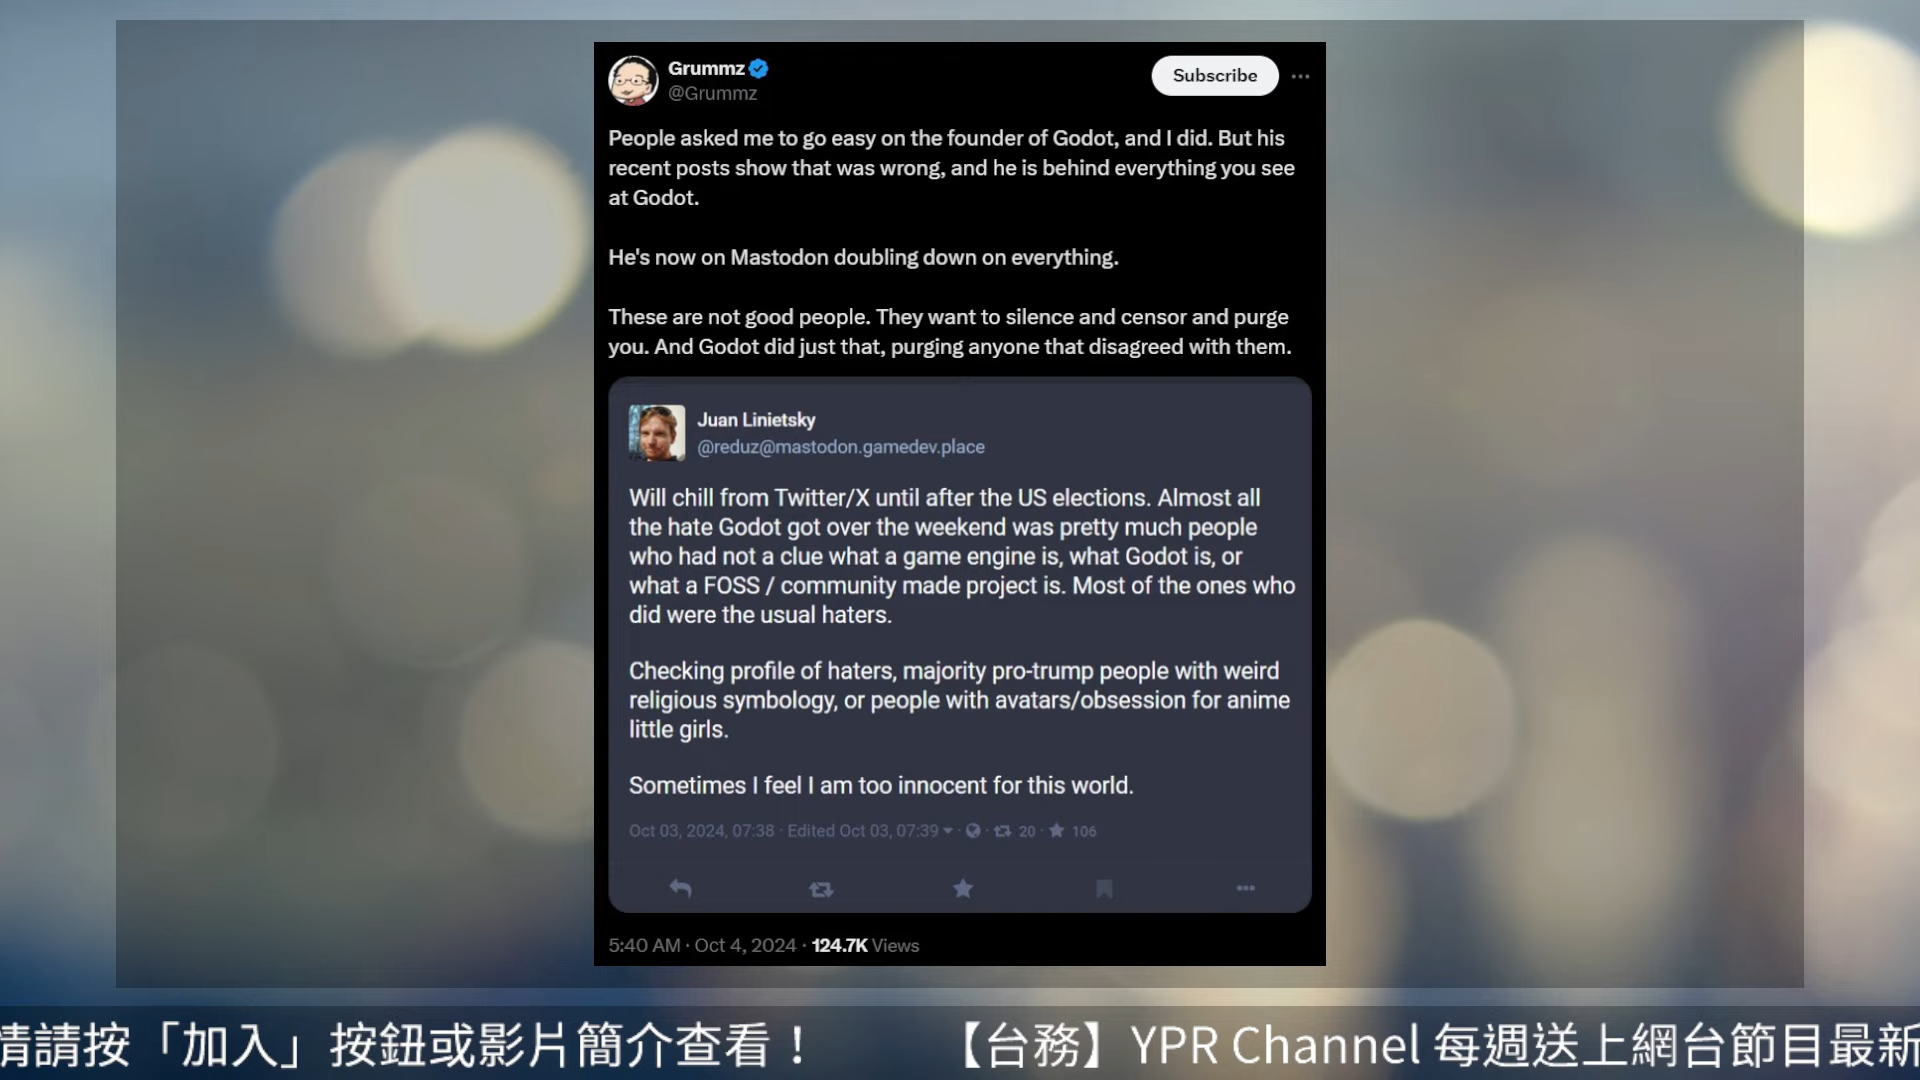 Grummz
@Grummz
Subscribe
People asked me to go easy on the founder of Godot, and I did. But his
recent posts show that was wrong, and he is behind everything you see
at Godot.
He's now on Mastodon doubling down on everything.
These are not good people. They want to silence and censor and purge
you. And Godot did just that, purging anyone that disagreed with them.
Juan Linietsky
@reduz@mastodon.gamedev.place
Will chill from Twitter/X until after the US elections. Almost all
the hate Godot got over the weekend was pretty much people
who had not a clue what a game engine is, what Godot is, or
what a FOSS / community made project is. Most of the ones who
did were the usual haters.
Checking profile of haters, majority pro-trump people with weird
religious symbology, or people with avatars/obsession for anime
little girls.
Sometimes I feel I am too innocent for this world.
Oct 03, 2024, 07:38 · Edited Oct 03, 07:39 · 20 · 106
5:40 AM · Oct 4, 2024 · 124.7K Views
情請按「加入」按鈕或影片簡介查看！ 【台務】YPR Channel 每週送上網台節目最新